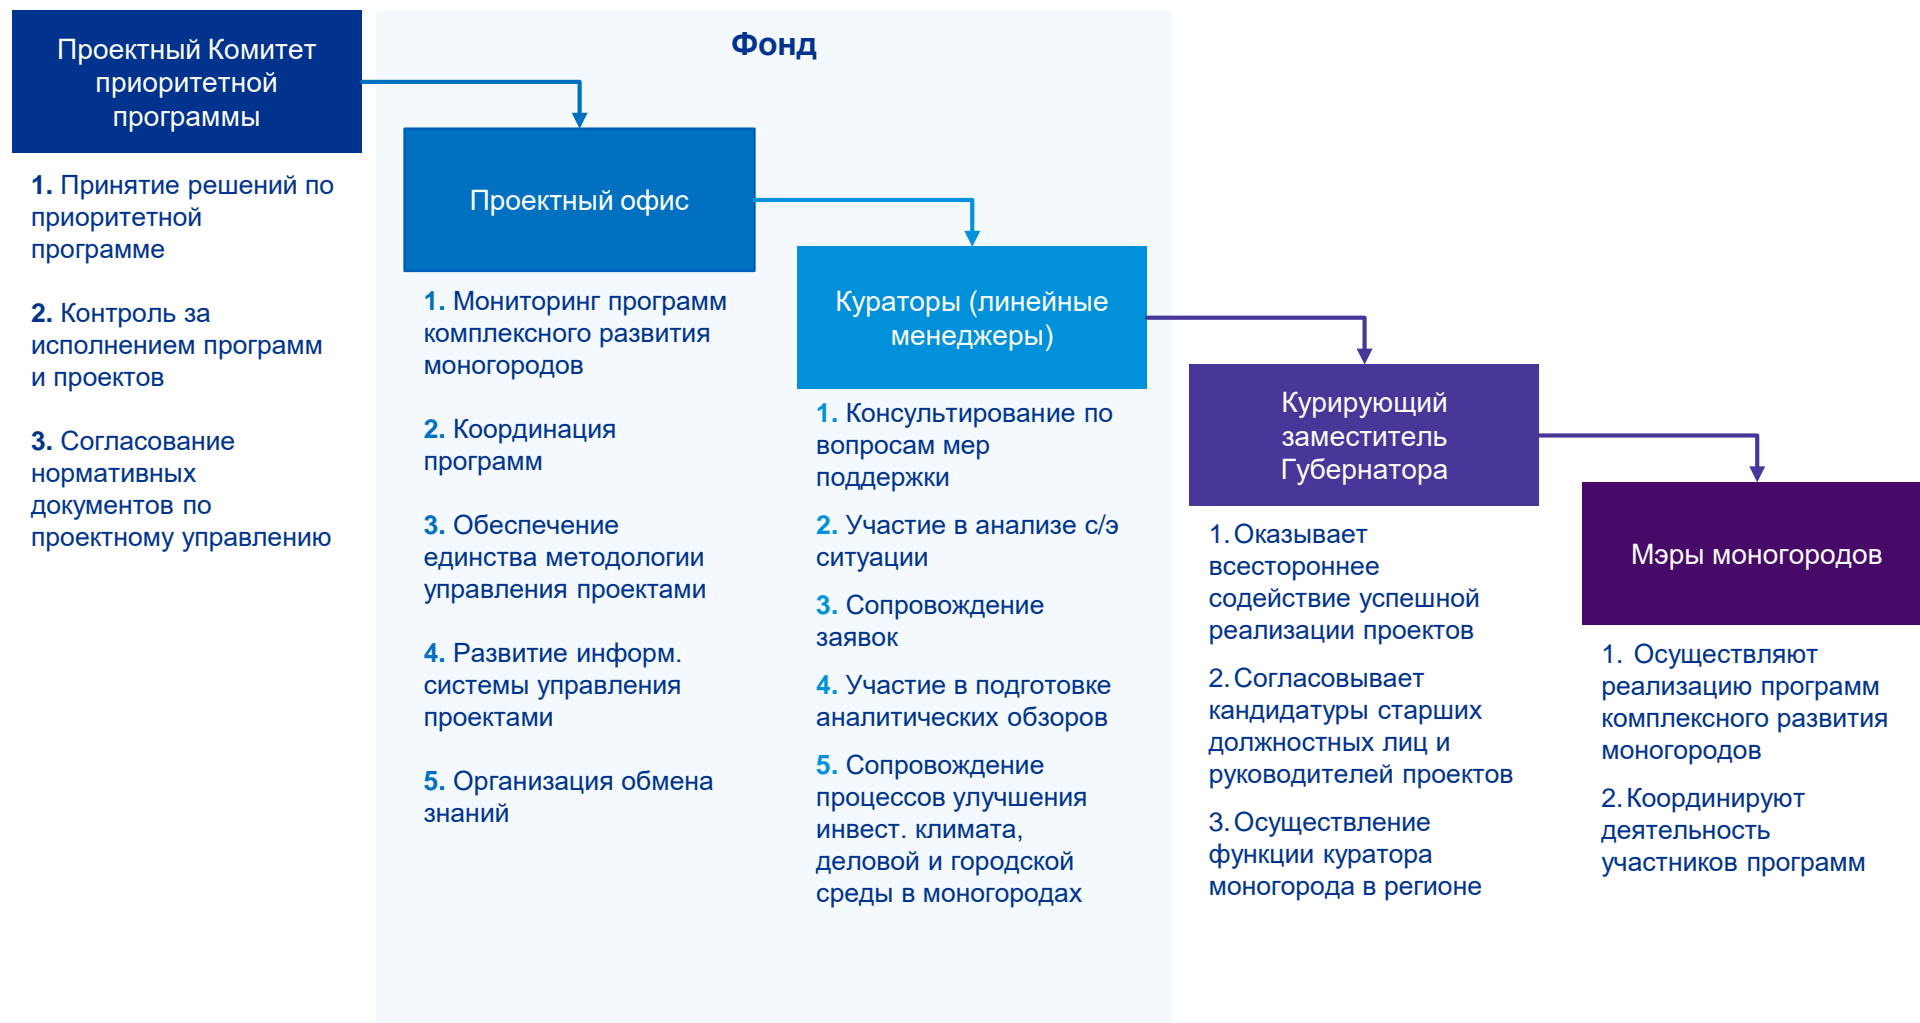 Проектный Комитет
приоритетной
программы
1. Принятие решений по
приоритетной
программе
2. Контроль за
исполнением программ
и проектов
3. Согласование
нормативных
документов по
проектному управлению
Фонд
Проектный офис
1. Мониторинг программ
комплексного развития
моногородов
2. Координация
программ
3. Обеспечение
единства методологии
управления проектами
4. Развитие информ.
системы управления
проектами
5. Организация обмена
знаний
Кураторы (линейные
менеджеры)
1. Консультирование по
вопросам мер
поддержки
2. Участие в анализе с/э
ситуации
3. Сопровождение
заявок
4. Участие в подготовке
аналитических обзоров
5. Сопровождение
процессов улучшения
инвест. климата,
деловой и городской
среды в моногородах
Курирующий
заместитель
Губернатора
1. Оказывает
всестороннее
содействие успешной
реализации проектов
2. Согласовывает
кандидатуры старших
должностных лиц и
руководителей проектов
3. Осуществление
функции куратора
моногорода в регионе
Мэры моногородов
1. Осуществляют
реализацию программ
комплексного развития
моногородов
2. Координируют
деятельность
участников программ